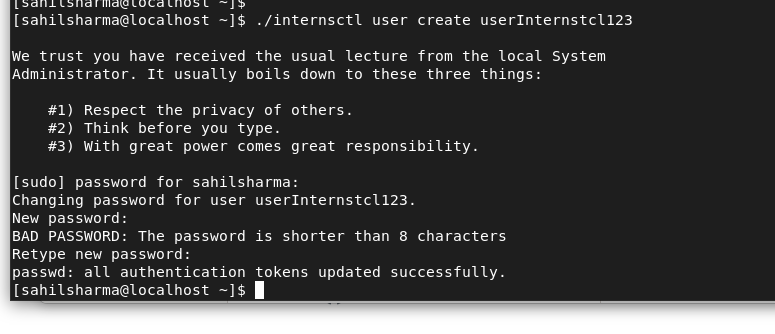 [sahilsharma@localhost ~]$
[sahilsharma@localhost ~]$ ./internsctl user create userInternstcl123
We trust you have received the usual lecture from the local System
Administrator. It usually boils down to these three things:
#1) Respect the privacy of others.
#2) Think before you type.
#3) With great power comes great responsibility.
[sudo] password for sahilsharma:
Changing password for user userInternstcl123.
New password:
BAD PASSWORD: The password is shorter than 8 characters
Retype new password:
passwd: all authentication tokens updated successfully.
[sahilsharma@localhost ~]$